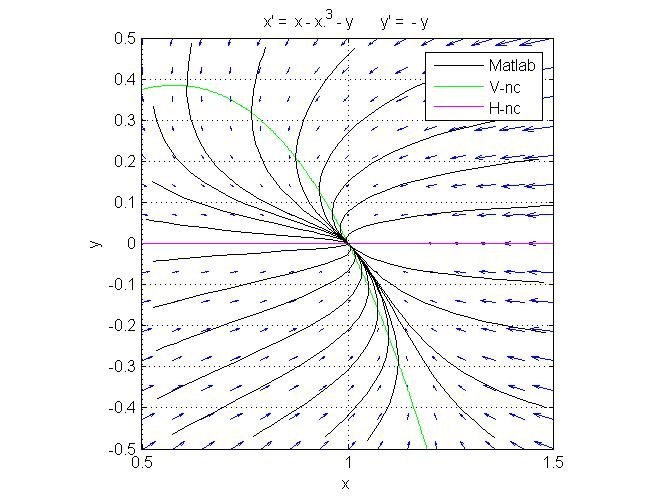 x' = x - x.³ - y y' = - y
0.5
0.4
0.3
0.2
0.1
0
-0.1
-0.2
-0.3
-0.4
-0.5
y
Matlab
V-nc
H-nc
0.5 1 1.5
x